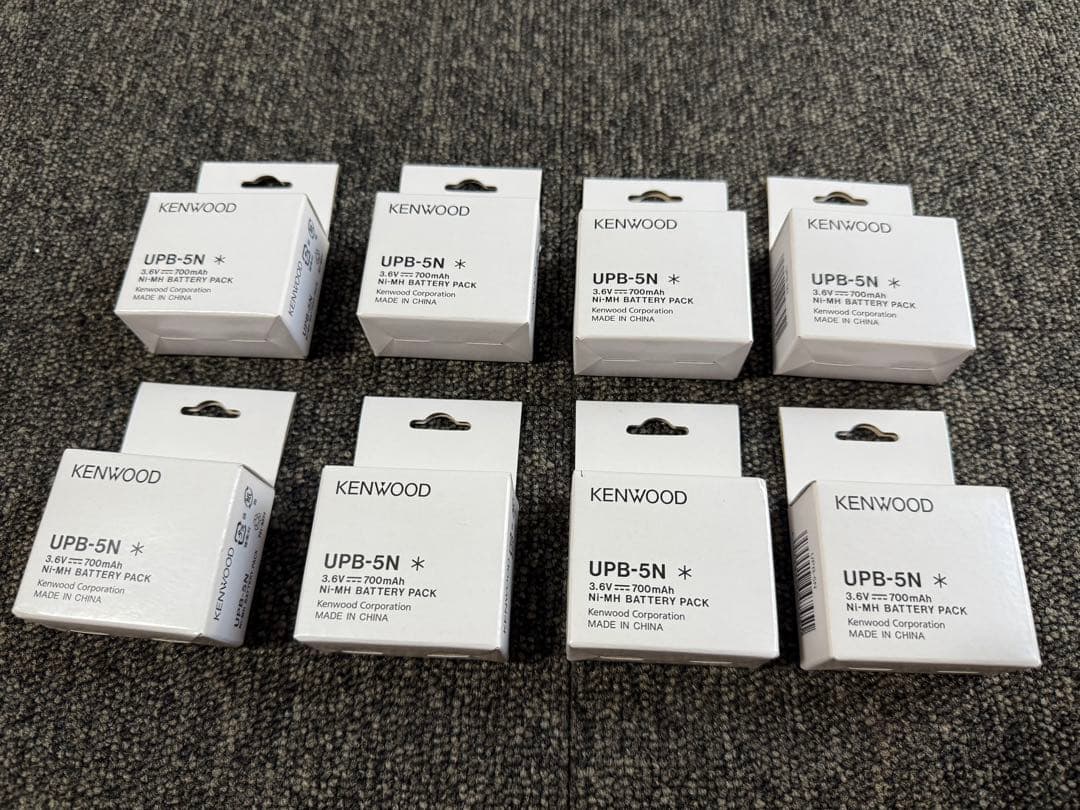 KENWOOD
UPB-5N *
3.6V ⎓ 700mAh
Ni-MH BATTERY PACK
Kenwood Corporation
MADE IN CHINA
KENWOOD
KENWOOD
UPB-5N *
3.6V ⎓ 700mAh
Ni-MH BATTERY PACK
Kenwood Corporation
MADE IN CHINA
KENWOOD
UPB-5N *
3.6V ⎓ 700mAh
Ni-MH BATTERY PACK
Kenwood Corporation
MADE IN CHINA
KENWOOD
UPB-5N *
3.6V ⎓ 700mAh
Ni-MH BATTERY PACK
Kenwood Corporation
MADE IN CHINA
KENWOOD
UPB-5N *
3.6V ⎓ 700mAh
Ni-MH BATTERY PACK
Kenwood Corporation
MADE IN CHINA
KENWOOD
UPB-5N
KENWOOD
UPB-5N *
3.6V ⎓ 700mAh
Ni-MH BATTERY PACK
Kenwood Corporation
MADE IN CHINA
KENWOOD
UPB-5N *
3.6V ⎓ 700mAh
Ni-MH BATTERY PACK
Kenwood Corporation
MADE IN CHINA
KENWOOD
UPB-5N *
3.6V ⎓ 700mAh
Ni-MH BATTERY PACK
Kenwood Corporation
MADE IN CHINA